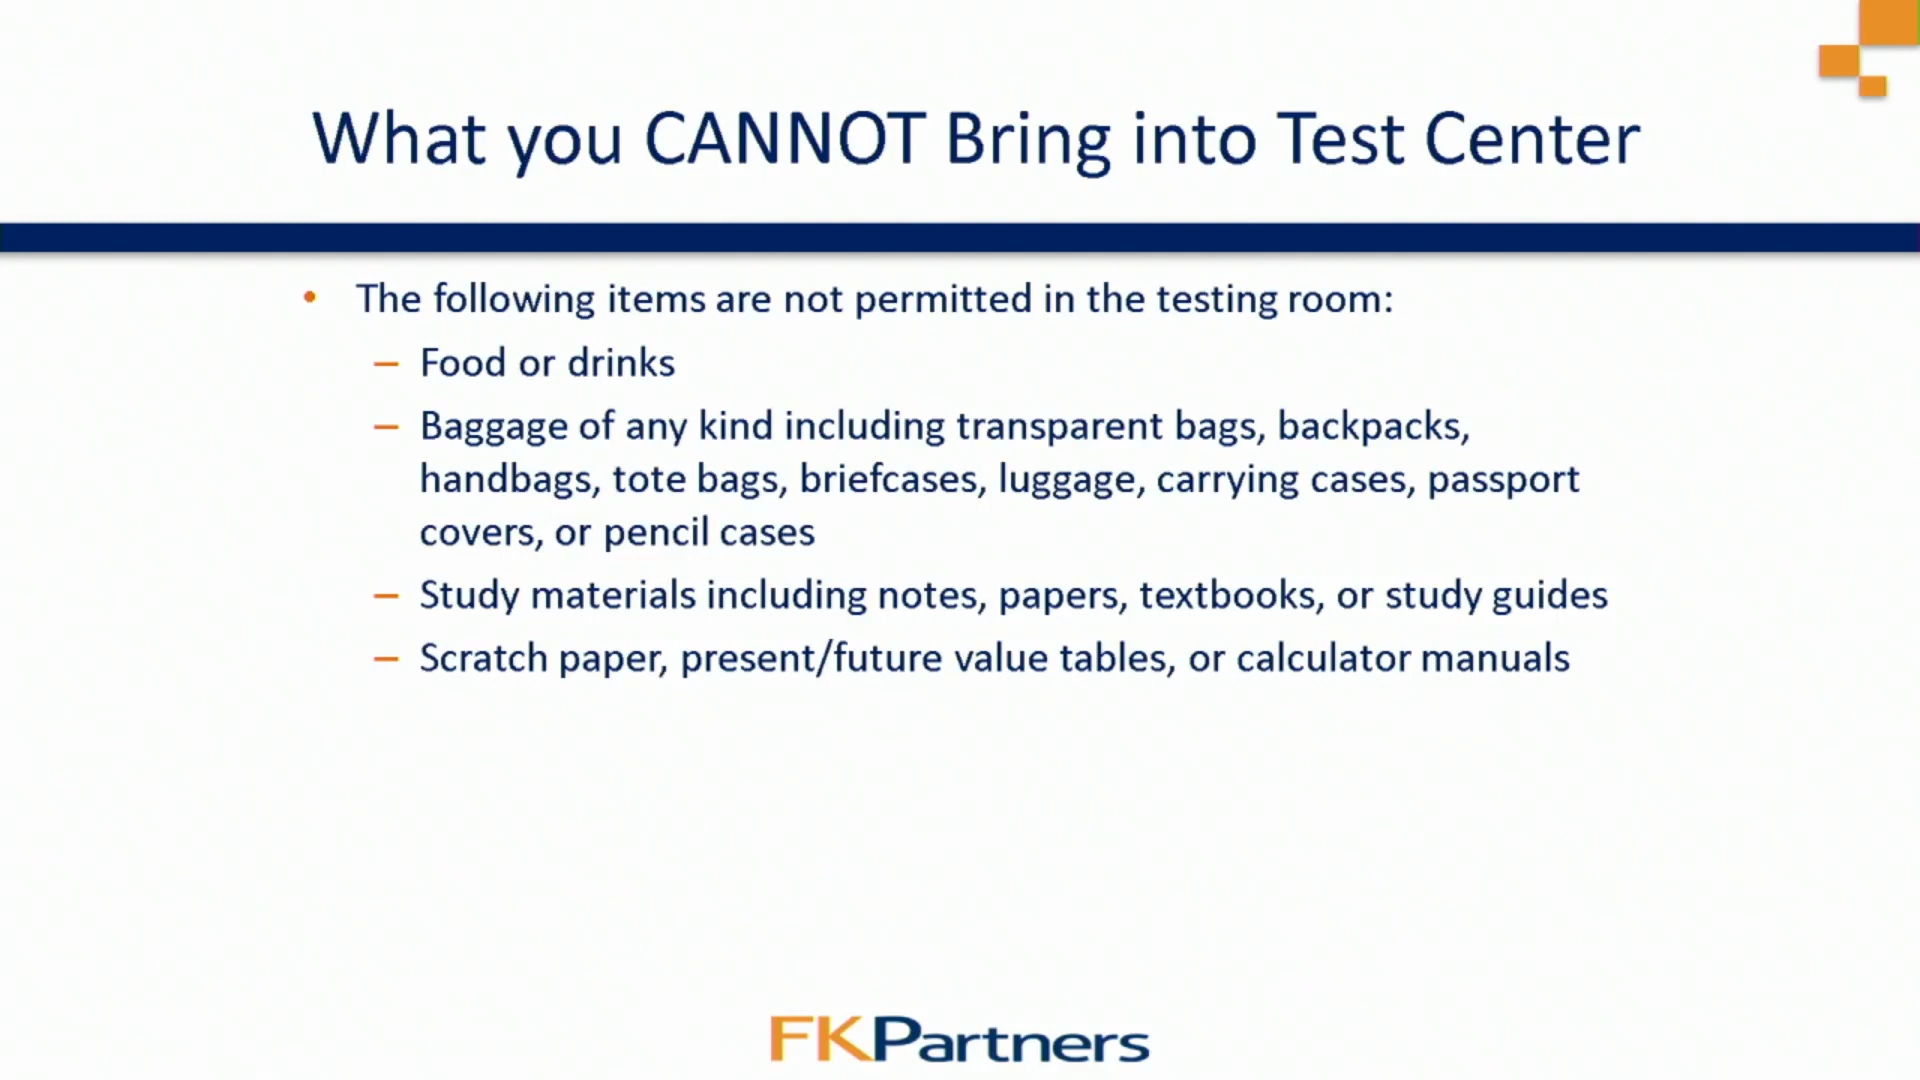 What you CANNOT Bring into Test Center
• The following items are not permitted in the testing room:
– Food or drinks
– Baggage of any kind including transparent bags, backpacks,
handbags, tote bags, briefcases, luggage, carrying cases, passport
covers, or pencil cases
– Study materials including notes, papers, textbooks, or study guides
– Scratch paper, present/future value tables, or calculator manuals
FKPartners